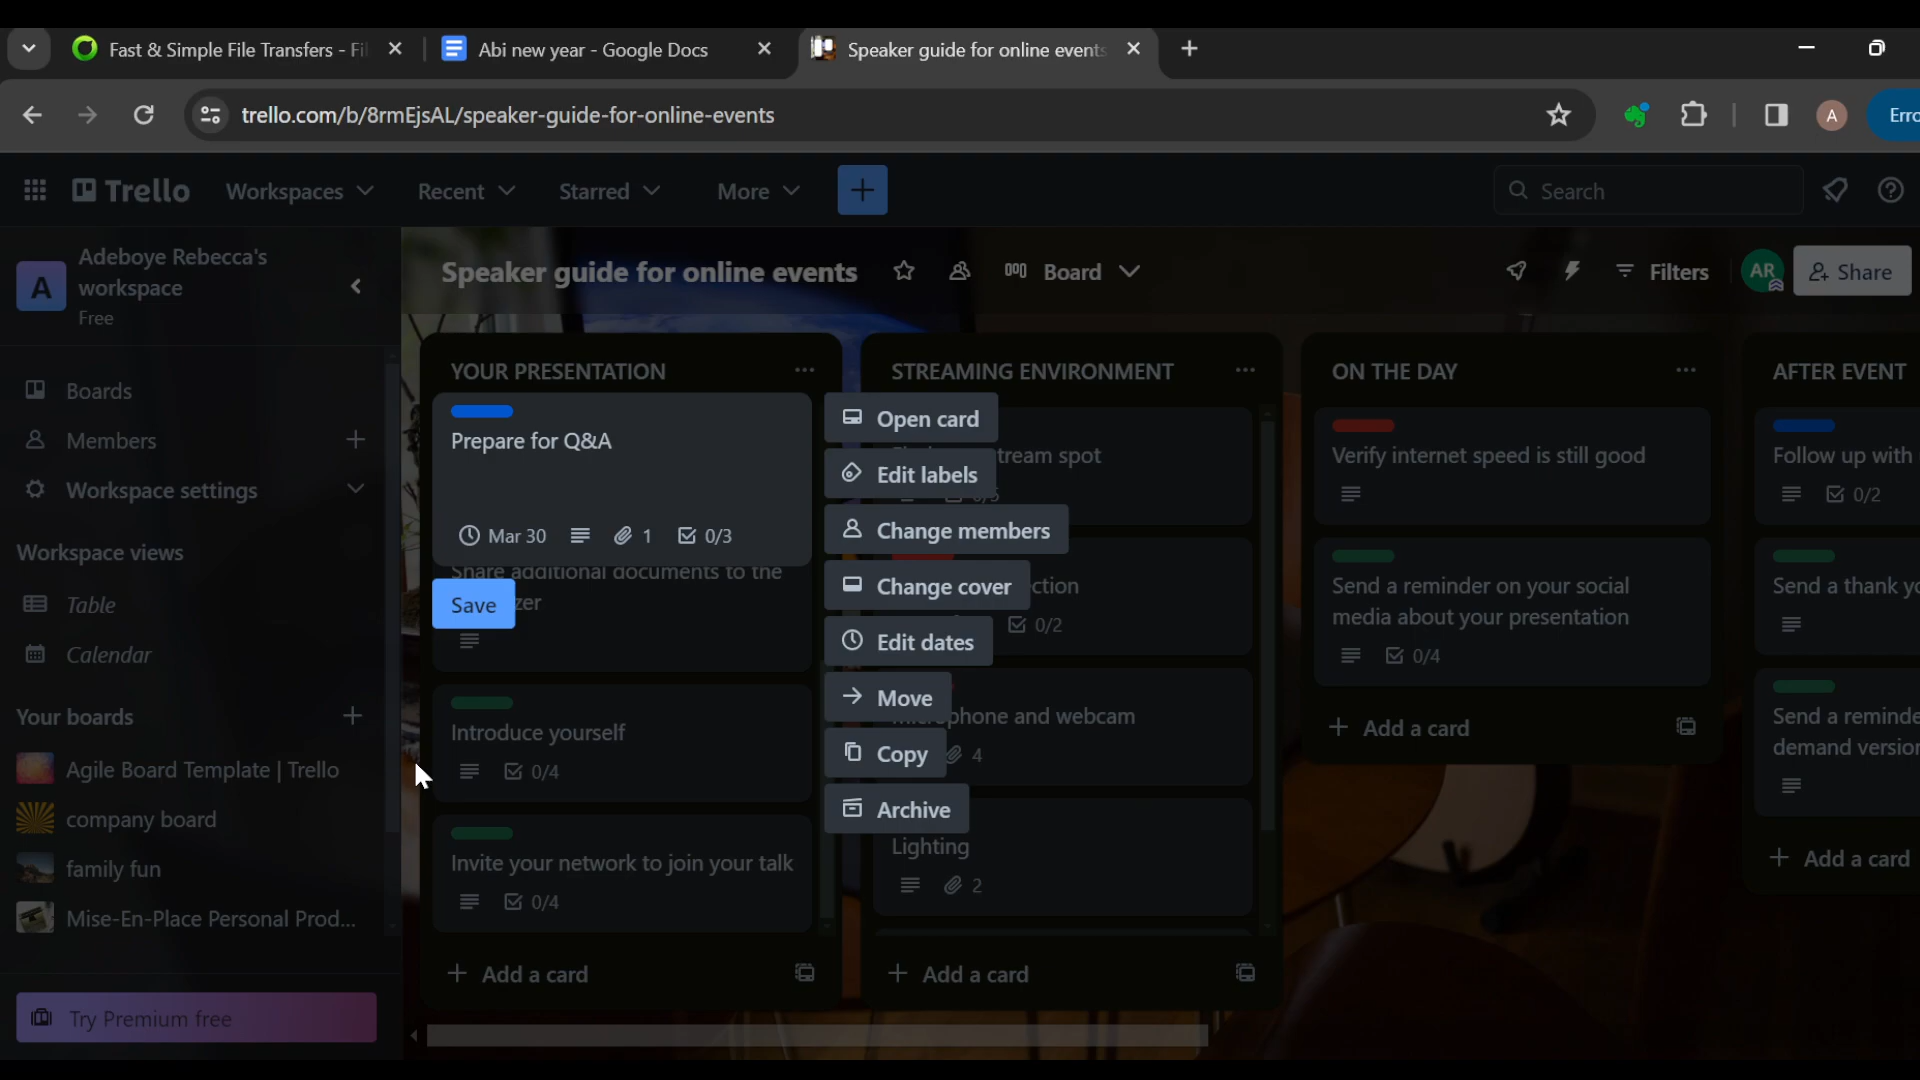 Fast & Simple File Transfers - Fil
Abi new year - Google Docs
Speaker guide for online events
trello.com/b/8rmEjsAL/speaker-guide-for-online-events
A
Erro
Trello
Workspaces
Recent
Starred
More
Search
A
Adeboye Rebecca's
workspace
Free
Speaker guide for online events
Board
Filters
AR
Share
Boards
Members
Workspace settings
Workspace views
Table
Calendar
Your boards
Agile Board Template | Trello
company board
family fun
Mise-En-Place Personal Prod...
Try Premium free
YOUR PRESENTATION
Prepare for Q&A
Mar 30 1 0/3
Share additional documents to the
zer
Save
Introduce yourself
0/4
Invite your network to join your talk
0/4
Add a card
Open card
Edit labels
Change members
Change cover
Edit dates
Move
Copy
Archive
STREAMING ENVIRONMENT
tream spot
0/5
ction
0/2
phone and webcam
4
Lighting
2
Add a card
ON THE DAY
Verify internet speed is still good
Send a reminder on your social
media about your presentation
0/4
Add a card
AFTER EVENT
Follow up with
0/2
Send a thank yo
Send a reminde
demand version
Add a card